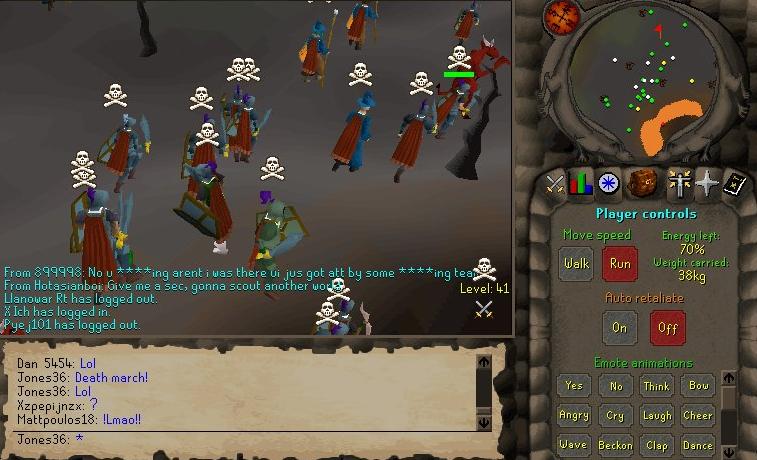 From 899998: No u ****ing arent i was there ui jus got att by some ****ing tea
From Hotasianboi: Give me a sec, gonna scout another wo
Llanowar Rt has logged out.
X Ich has logged in.
Pye j101 has logged out.
Level: 41
Dan 5454: Lol
Jones36: Death march!
Jones36: Lol
Xzpepijnzx: ?
Mattpoulos18: !Lmao!!
Jones36: *
Player controls
Move speed
Energy left:
70%
Walk Run
Weight carried:
38kg
Auto retaliate
On Off
Emote animations
Yes No Think Bow
Angry Cry Laugh Cheer
Wave Beckon Clap Dance